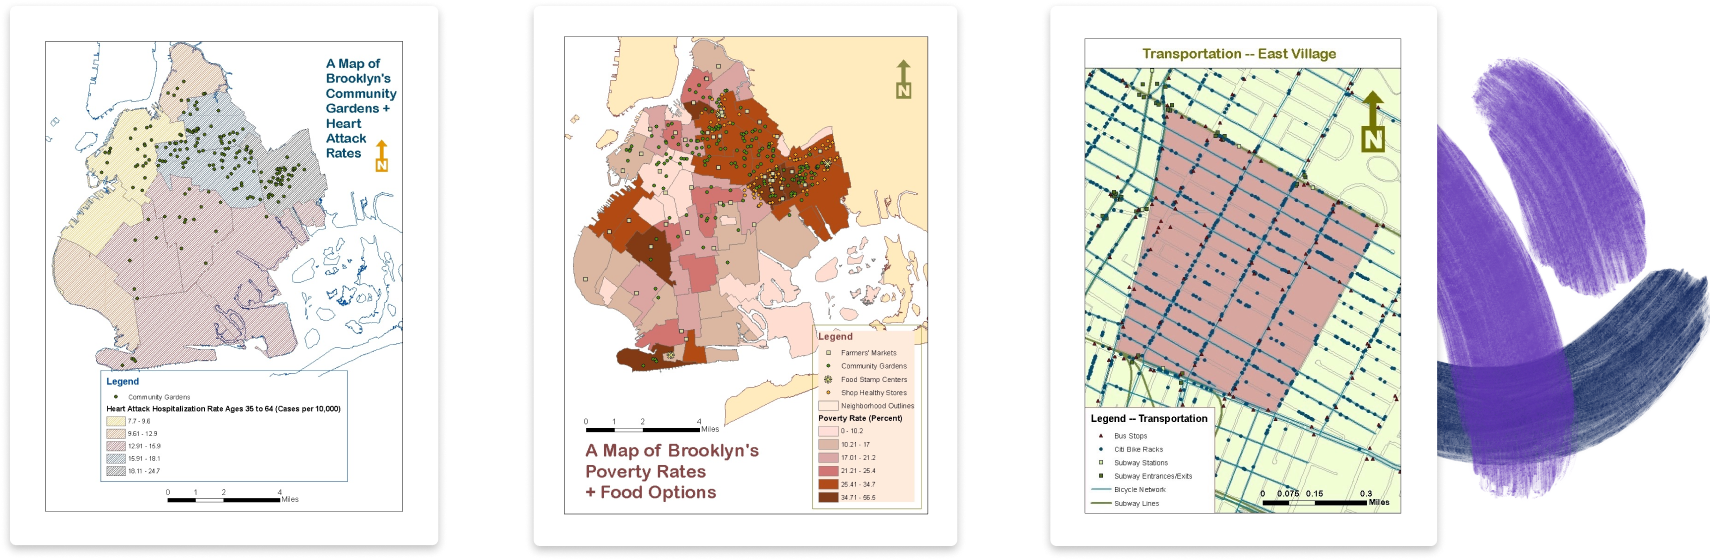 A Map of
Brooklyn's
Community
Gardens +
Heart
Attack
Rates
N
Legend
Community Gardens
Heart Attack Hospitalization Rate Ages 35 to 64 (Cases per 10,000)
7.7 - 9.6
9.61 - 12.9
12.91 - 15.9
15.91 - 18.1
18.11 - 24.7
0 1 2 4
Miles
N
Legend
Farmers' Markets
Community Gardens
Food Stamp Centers
Shop Healthy Stores
Neighborhood Outlines
Poverty Rate (Percent)
0 - 10.2
10.21 - 17
17.01 - 21.2
21.21 - 25.4
25.41 - 34.7
34.71 - 55.5
0 1 2 4
Miles
A Map of Brooklyn's
Poverty Rates
+ Food Options
Transportation -- East Village
N
Legend -- Transportation
Bus Stops
Citi Bike Racks
Subway Stations
Subway Entrances/Exits
Bicycle Network
Subway Lines
0 0.075 0.15 0.3
Miles